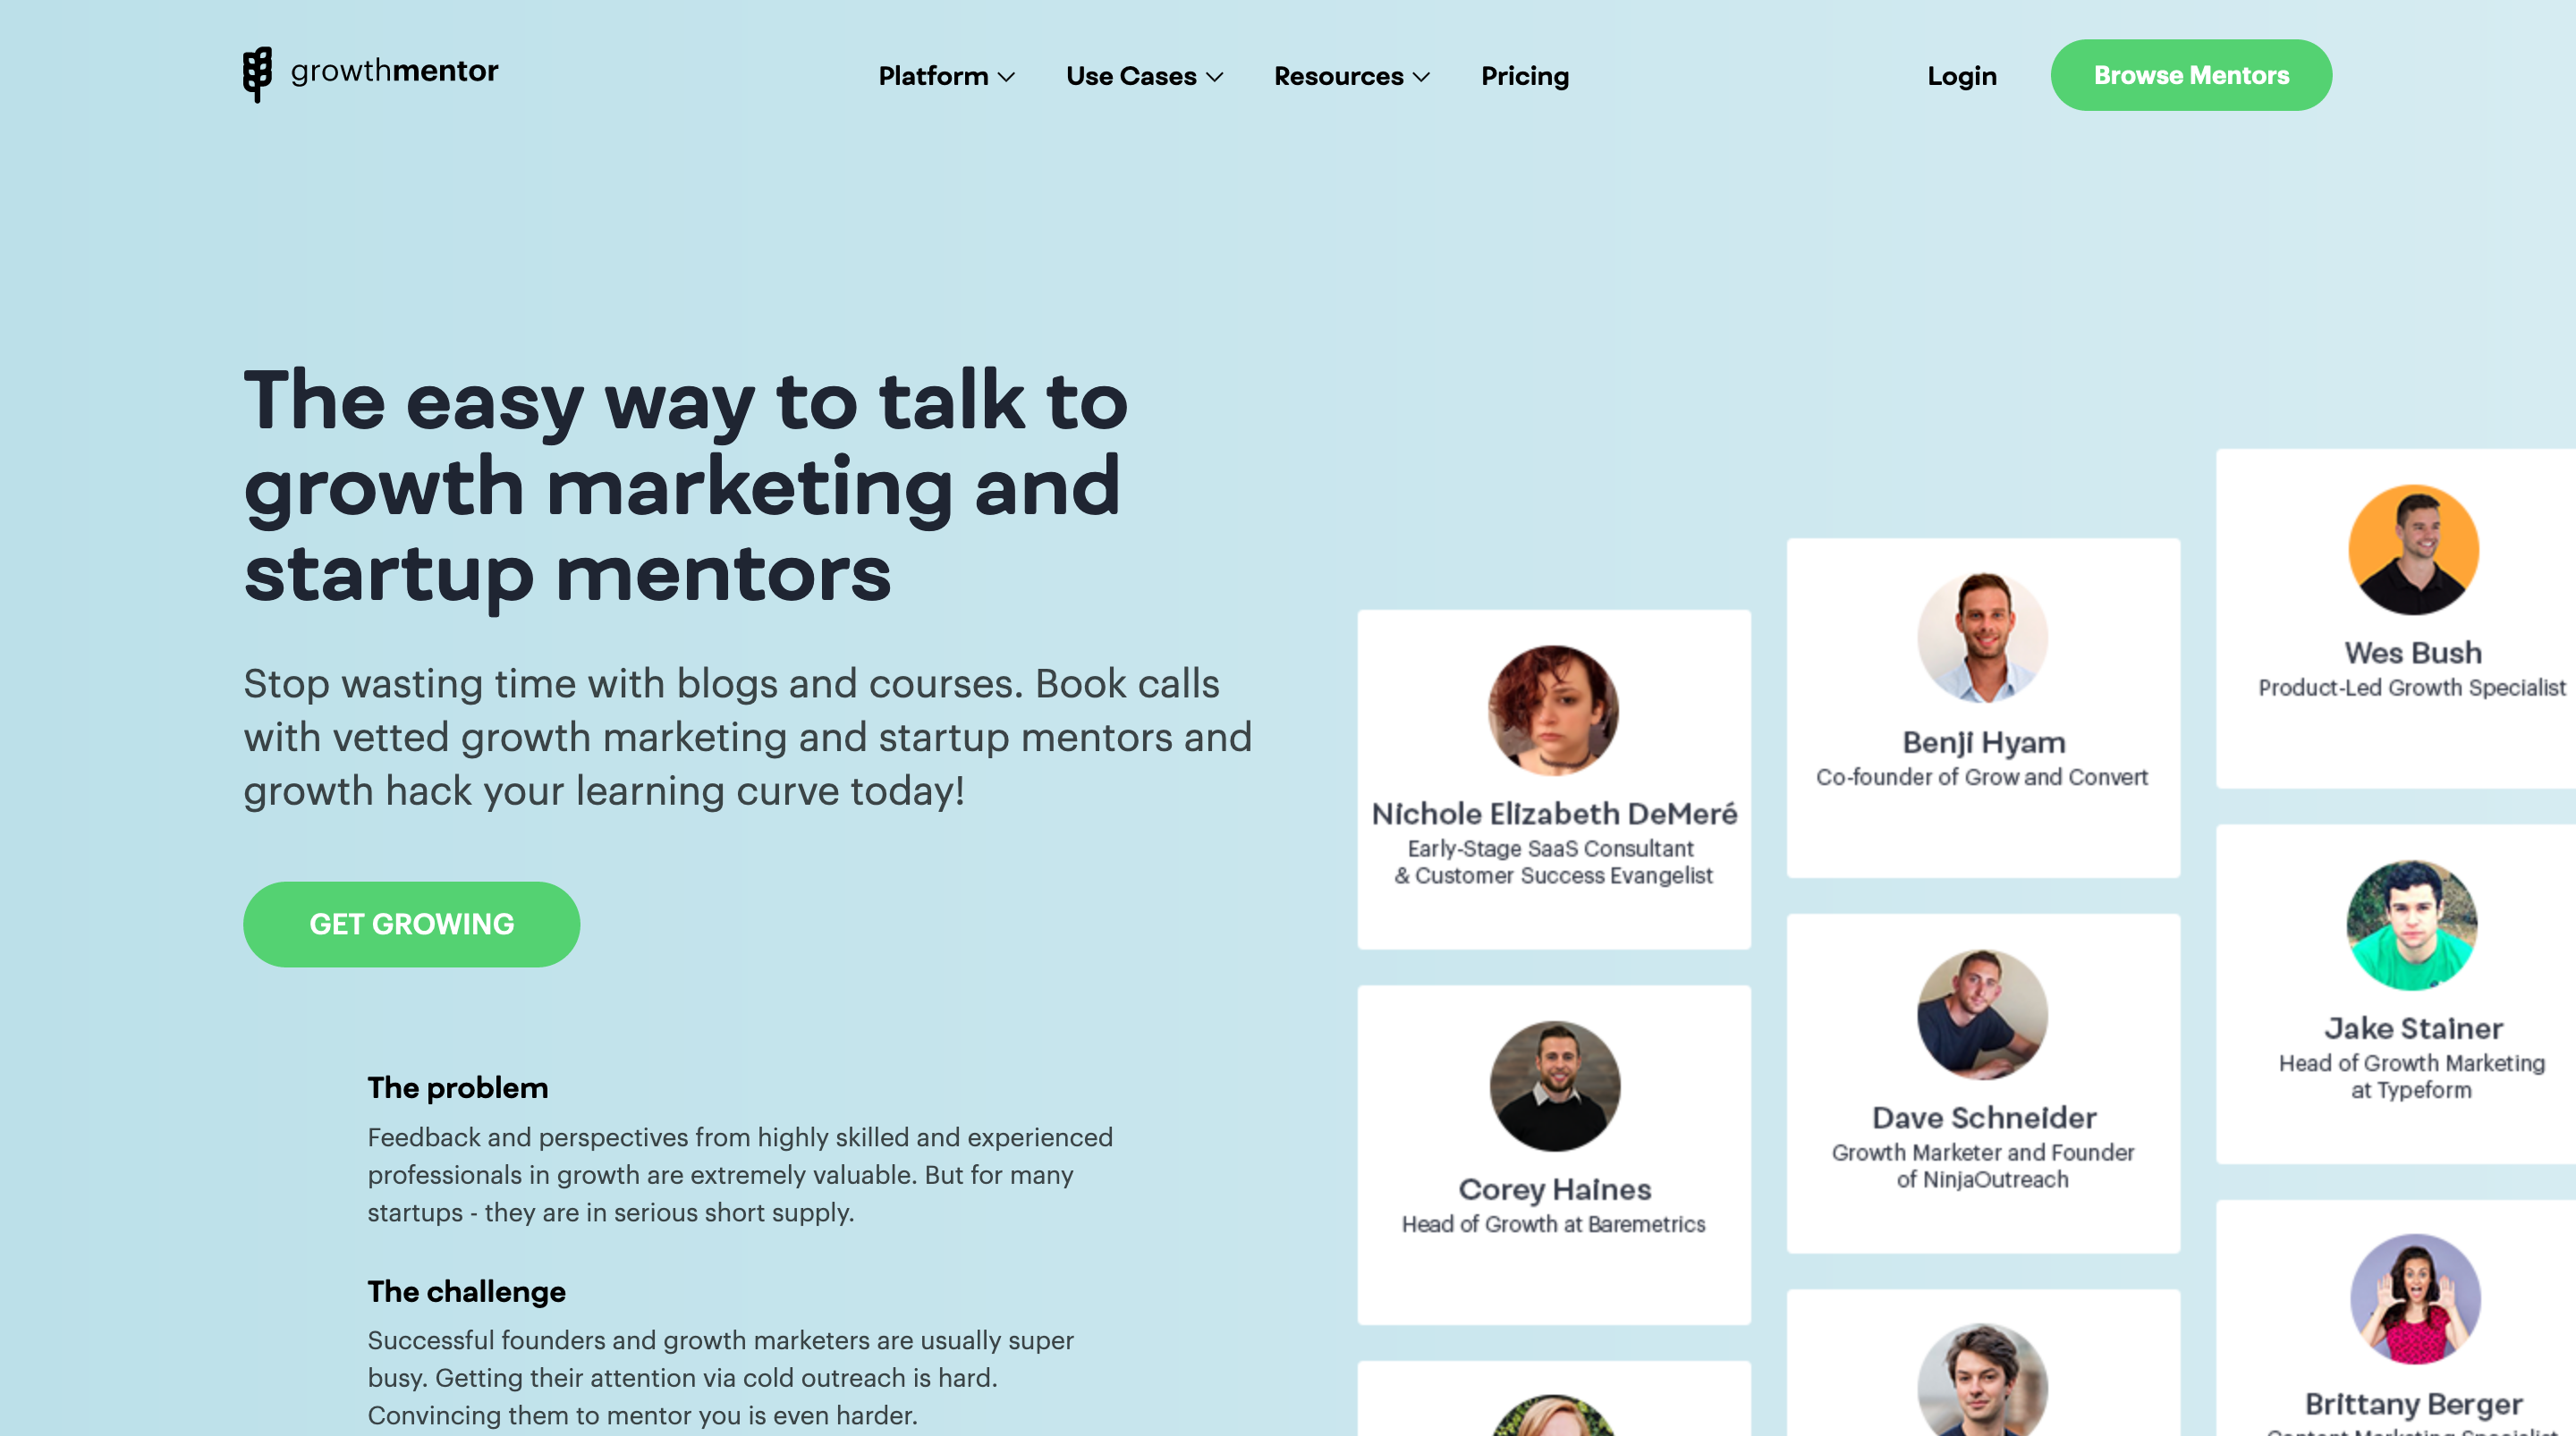 growthmentor
Platform
Use Cases
Resources
Pricing
Login
Browse Mentors
The easy way to talk to
growth marketing and
startup mentors
Stop wasting time with blogs and courses. Book calls
with vetted growth marketing and startup mentors and
growth hack your learning curve today!
GET GROWING
The problem
Feedback and perspectives from highly skilled and experienced
professionals in growth are extremely valuable. But for many
startups - they are in serious short supply.
The challenge
Successful founders and growth marketers are usually super
busy. Getting their attention via cold outreach is hard.
Convincing them to mentor you is even harder.
Nichole Elizabeth DeMeré
Early-Stage SaaS Consultant
& Customer Success Evangelist
Corey Haines
Head of Growth at Baremetrics
Benji Hyam
Co-founder of Grow and Convert
Dave Schneider
Growth Marketer and Founder
of NinjaOutreach
Wes Bush
Product-Led Growth Specialist
Jake Stainer
Head of Growth Marketing
at Typeform
Brittany Berger
Content Marketing Specialist